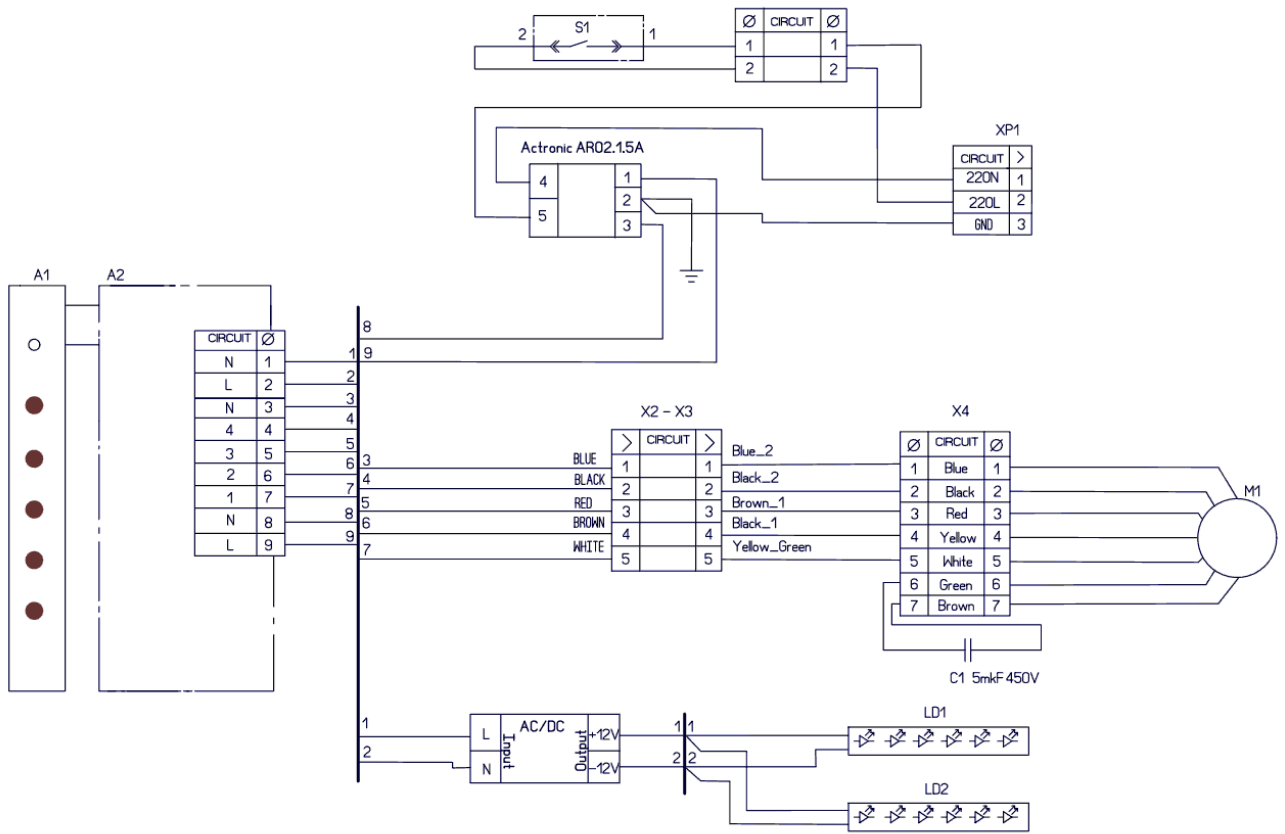 Ø CIRCUIT Ø
S1
2 1
1 1
2 2
XP1
CIRCUIT >
220N 1
220L 2
GND 3
Actronic AR02.1.5A
4 1
2
5 3
A1 A2
CIRCUIT Ø
N 1
L 2
N 3
4 4
3 5
2 6
1 7
N 8
L 9
8
1 9
2
3
4
5
6 3
7 4
5
8 6
9 7
BLUE
BLACK
RED
BROWN
WHITE
X2 - X3
> CIRCUIT >
1 1
2 2
3 3
4 4
5 5
Blue_2
Black_2
Brown_1
Black_1
Yellow_Green
X4
Ø CIRCUIT Ø
1 Blue 1
2 Black 2
3 Red 3
4 Yellow 4
5 White 5
6 Green 6
7 Brown 7
M1
C1 5mkF 450V
1
2
AC/DC
L Input Output +12V
N -12V
1 1
2 2
LD1
LD2